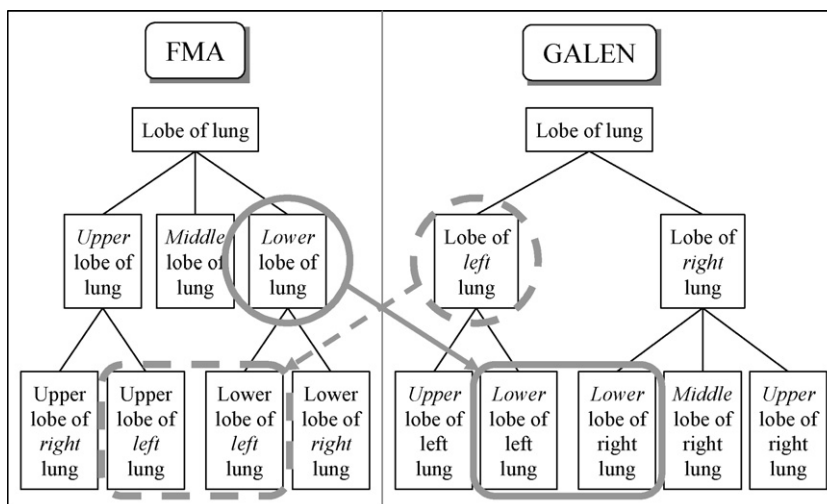 FMA
Lobe of lung
Upper
lobe of
lung
Middle
lobe of
lung
Lower
lobe of
lung
Upper
lobe of
right
lung
Upper
lobe of
left
lung
Lower
lobe of
left
lung
Lower
lobe of
right
lung
GALEN
Lobe of lung
Lobe of
left
lung
Lobe of
right
lung
Upper
lobe of
left
lung
Lower
lobe of
left
lung
Lower
lobe of
right
lung
Middle
lobe of
right
lung
Upper
lobe of
right
lung